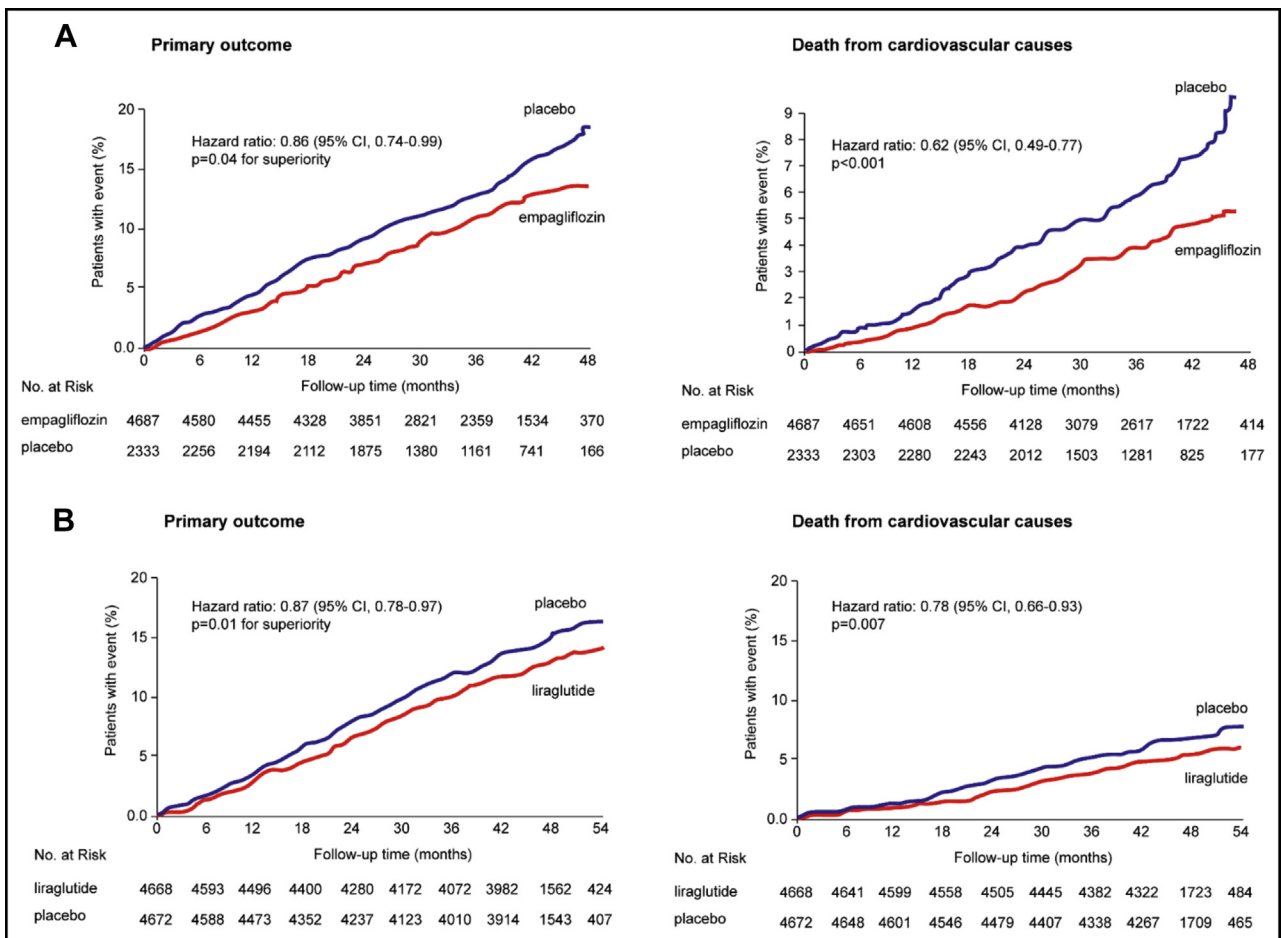 A
Primary outcome
Death from cardiovascular causes
Patients with event (%)
20
15
10
5
0.0
placebo
Hazard ratio: 0.86 (95% CI, 0.74-0.99)
p=0.04 for superiority
empagliflozin
0 6 12 18 24 30 36 42 48
No. at Risk
Follow-up time (months)
empagliflozin 4687 4580 4455 4328 3851 2821 2359 1534 370
placebo 2333 2256 2194 2112 1875 1380 1161 741 166
Patients with event (%)
9
8
7
6
5
4
3
2
1
0
placebo
Hazard ratio: 0.62 (95% CI, 0.49-0.77)
p<0.001
empagliflozin
0 6 12 18 24 30 36 42 48
No. at Risk
Follow-up time (months)
empagliflozin 4687 4651 4608 4556 4128 3079 2617 1722 414
placebo 2333 2303 2280 2243 2012 1503 1281 825 177
B
Primary outcome
Death from cardiovascular causes
Patients with event (%)
20
15
10
5
0.0
Hazard ratio: 0.87 (95% CI, 0.78-0.97)
p=0.01 for superiority
placebo
liraglutide
0 6 12 18 24 30 36 42 48 54
No. at Risk
Follow-up time (months)
liraglutide 4668 4593 4496 4400 4280 4172 4072 3982 1562 424
placebo 4672 4588 4473 4352 4237 4123 4010 3914 1543 407
Patients with event (%)
20
15
10
5
0.0
Hazard ratio: 0.78 (95% CI, 0.66-0.93)
p=0.007
placebo
liraglutide
0 6 12 18 24 30 36 42 48 54
No. at Risk
Follow-up time (months)
liraglutide 4668 4641 4599 4558 4505 4445 4382 4322 1723 484
placebo 4672 4648 4601 4546 4479 4407 4338 4267 1709 465